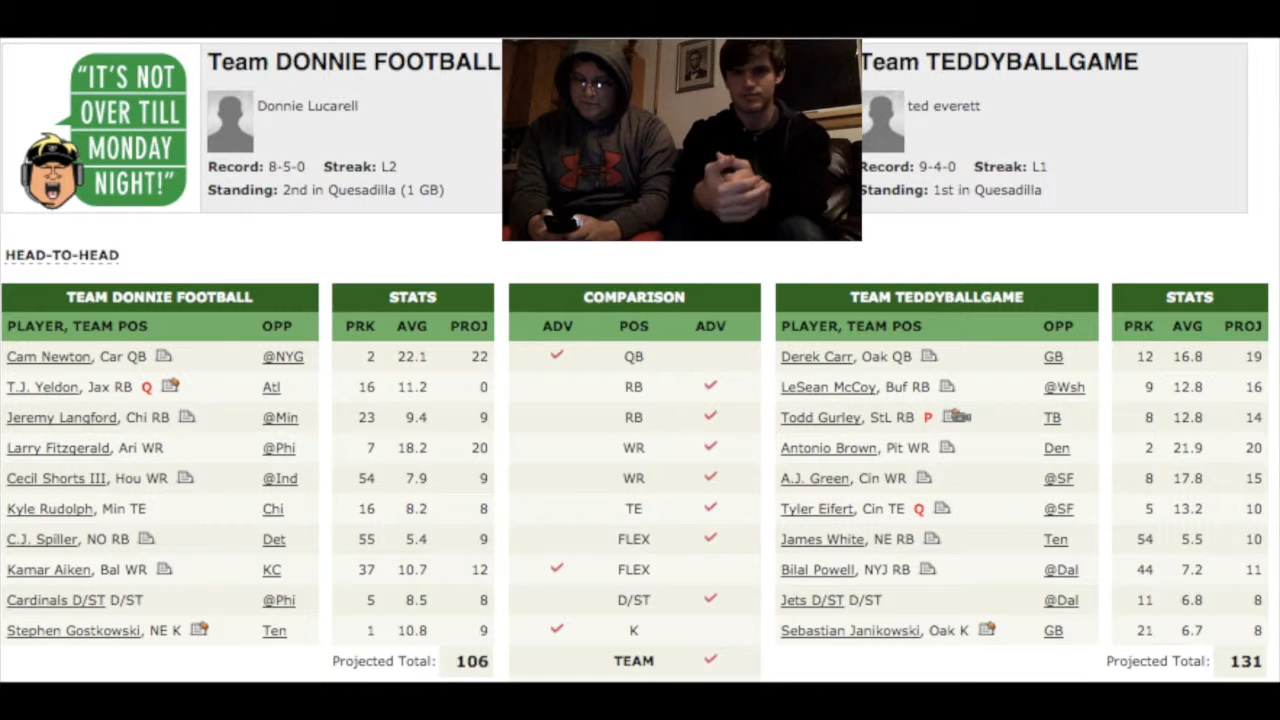 "IT'S NOT
OVER TILL
MONDAY
NIGHT!"
Team DONNIE FOOTBALL
Donnie Lucarell
Record: 8-5-0 Streak: L2
Standing: 2nd in Quesadilla (1 GB)
Team TEDDYBALLGAME
ted everett
Record: 9-4-0 Streak: L1
Standing: 1st in Quesadilla
HEAD-TO-HEAD
TEAM DONNIE FOOTBALL STATS COMPARISON TEAM TEDDYBALLGAME STATS
PLAYER, TEAM POS OPP PRK AVG PROJ ADV POS ADV PLAYER, TEAM POS OPP PRK AVG PROJ
Cam Newton, Car QB @NYG 2 22.1 22 QB Derek Carr, Oak QB GB 12 16.8 19
T.J. Yeldon, Jax RB Q Atl 16 11.2 0 RB LeSean McCoy, Buf RB @Wsh 9 12.8 16
Jeremy Langford, Chi RB @Min 23 9.4 9 RB Todd Gurley, StL RB P TB 8 12.8 14
Larry Fitzgerald, Ari WR @Phi 7 18.2 20 WR Antonio Brown, Pit WR Den 2 21.9 20
Cecil Shorts III, Hou WR @Ind 54 7.9 9 WR A.J. Green, Cin WR @SF 8 17.8 15
Kyle Rudolph, Min TE Chi 16 8.2 8 TE Tyler Eifert, Cin TE Q @SF 5 13.2 10
C.J. Spiller, NO RB Det 55 5.4 9 FLEX James White, NE RB Ten 54 5.5 10
Kamar Aiken, Bal WR KC 37 10.7 12 FLEX Bilal Powell, NYJ RB @Dal 44 7.2 11
Cardinals D/ST D/ST @Phi 5 8.5 8 D/ST Jets D/ST D/ST @Dal 11 6.8 8
Stephen Gostkowski, NE K Ten 1 10.8 9 K Sebastian Janikowski, Oak K GB 21 6.7 8
Projected Total: 106 TEAM Projected Total: 131